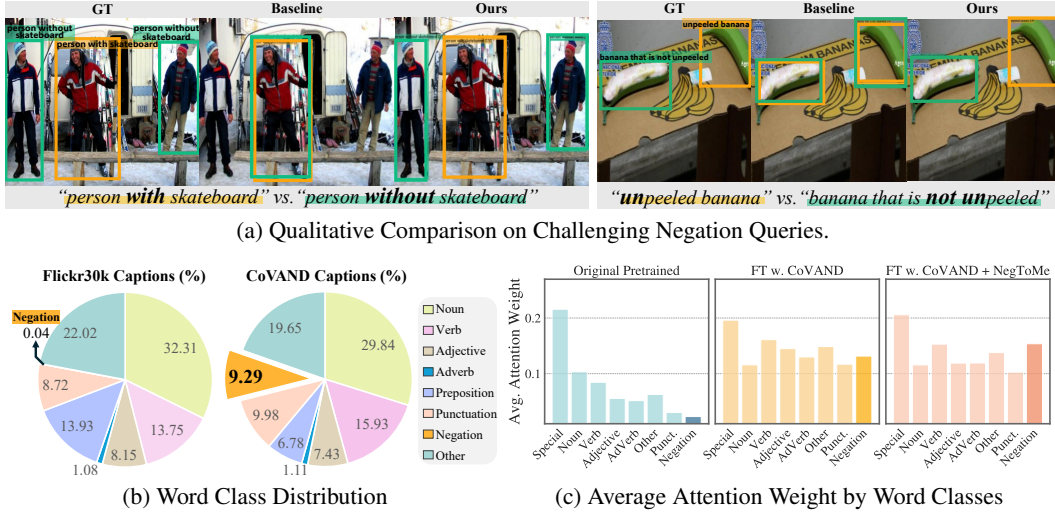 GT Baseline Ours
person without skateboard
person with skateboard
person without skateboard
"person with skateboard" vs. "person without skateboard"
GT Baseline Ours
unpeeled banana
banana that is not unpeeled
BANANAS
"unpeeled banana" vs. "banana that is not unpeeled"
(a) Qualitative Comparison on Challenging Negation Queries.
Flickr30k Captions (%)
Negation
0.04
22.02
32.31
8.72
13.93
13.75
1.08
8.15
CoVAND Captions (%)
19.65
29.84
9.29
9.98
15.93
6.78
7.43
1.11
Noun
Verb
Adjective
Adverb
Preposition
Punctuation
Negation
Other
(b) Word Class Distribution
Original Pretrained
FT w. CoVAND
FT w. CoVAND + NegToMe
Avg. Attention Weight
0.2
0.1
Special
Noun
Verb
Adjective
AdVerb
Other
Punct.
Negation
Special
Noun
Verb
Adjective
AdVerb
Other
Punct.
Negation
Special
Noun
Verb
Adjective
AdVerb
Other
Punct.
Negation
(c) Average Attention Weight by Word Classes